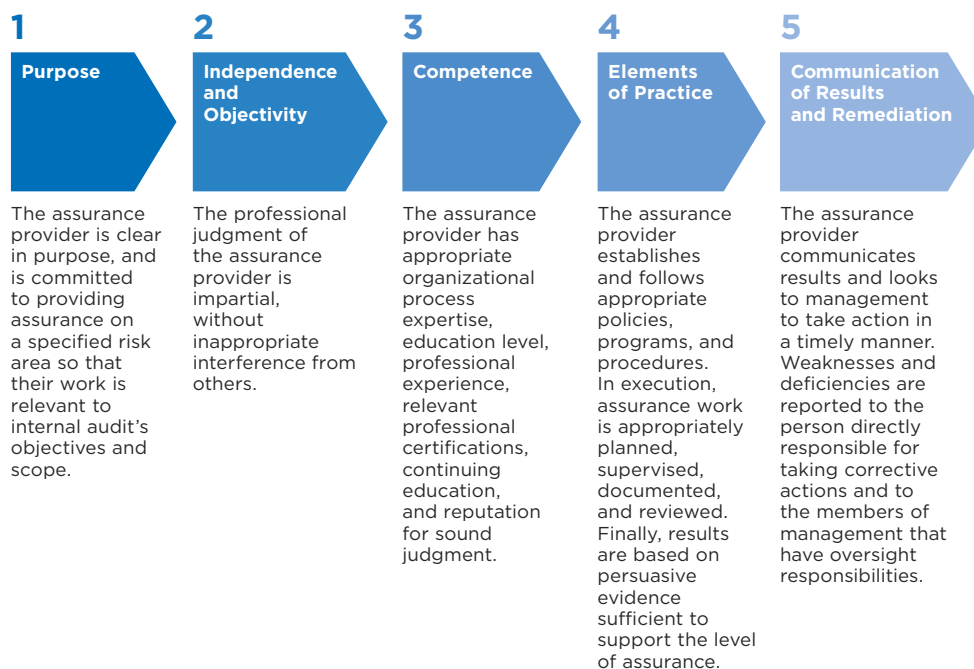 1
Purpose
The assurance
provider is clear
in purpose, and
is committed
to providing
assurance on
a specified risk
area so that
their work is
relevant to
internal audit’s
objectives and
scope.
2
Independence
and
Objectivity
The professional
judgment of
the assurance
provider is
impartial,
without
inappropriate
interference from
others.
3
Competence
The assurance
provider has
appropriate
organizational
process
expertise,
education level,
professional
experience,
relevant
professional
certifications,
continuing
education,
and reputation
for sound
judgment.
4
Elements
of Practice
The assurance
provider
establishes
and follows
appropriate
policies,
programs, and
procedures.
In execution,
assurance work
is appropriately
planned,
supervised,
documented,
and reviewed.
Finally, results
are based on
persuasive
evidence
sufficient to
support the level
of assurance.
5
Communication
of Results
and Remediation
The assurance
provider
communicates
results and looks
to management
to take action in
a timely manner.
Weaknesses and
deficiencies are
reported to the
person directly
responsible for
taking corrective
actions and to
the members of
management that
have oversight
responsibilities.